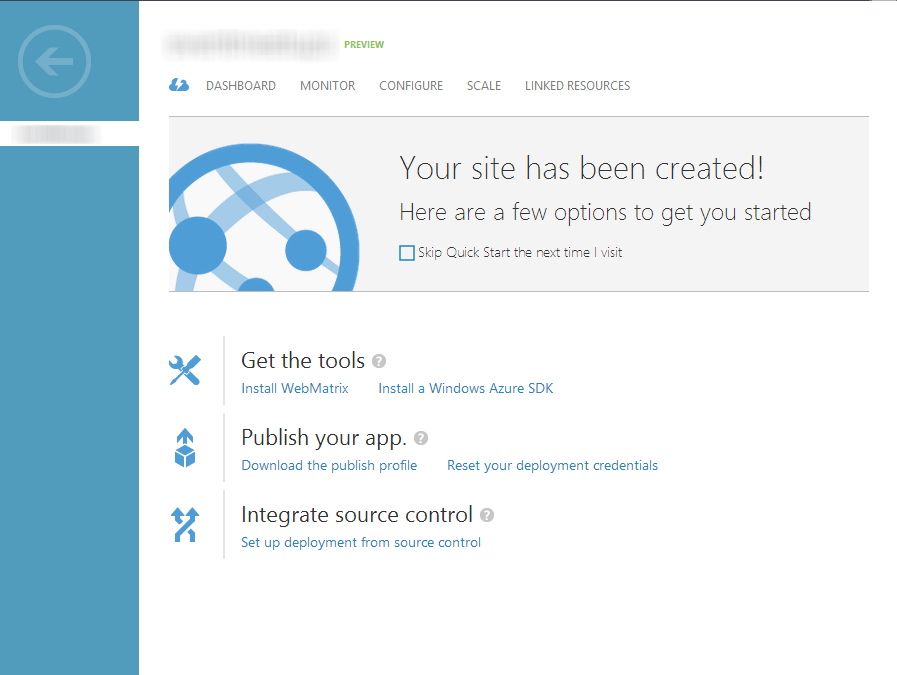 PREVIEW
DASHBOARD MONITOR CONFIGURE SCALE LINKED RESOURCES
Your site has been created!
Here are a few options to get you started
Skip Quick Start the next time I visit
Get the tools ?
Install WebMatrix Install a Windows Azure SDK
Publish your app. ?
Download the publish profile Reset your deployment credentials
Integrate source control ?
Set up deployment from source control